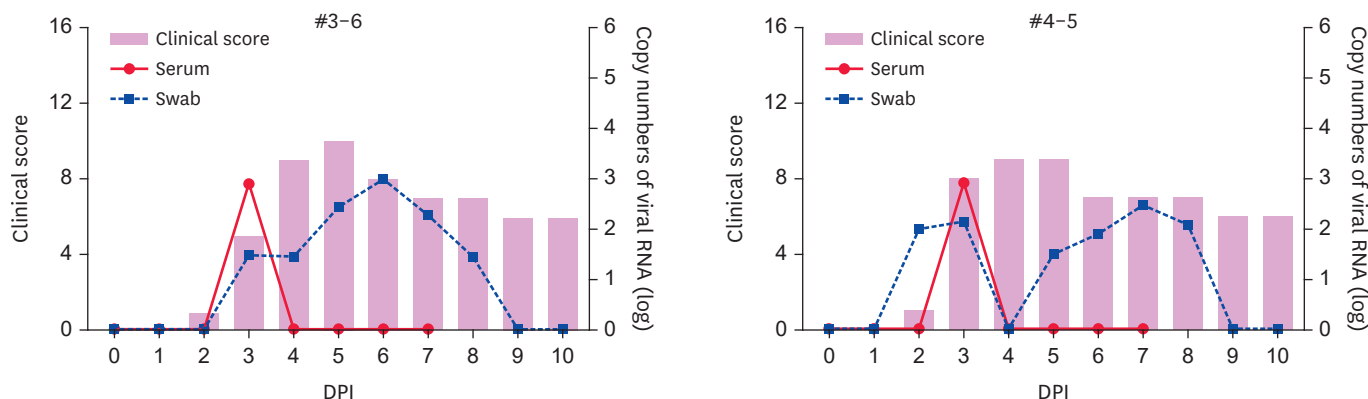 #3–6
16
12
8
4
0
Clinical score
Clinical score
Serum
Swab
6
5
4
3
2
1
0
Copy numbers of viral RNA (log)
0 1 2 3 4 5 6 7 8 9 10
DPI
#4–5
16
12
8
4
0
Clinical score
Clinical score
Serum
Swab
6
5
4
3
2
1
0
Copy numbers of viral RNA (log)
0 1 2 3 4 5 6 7 8 9 10
DPI